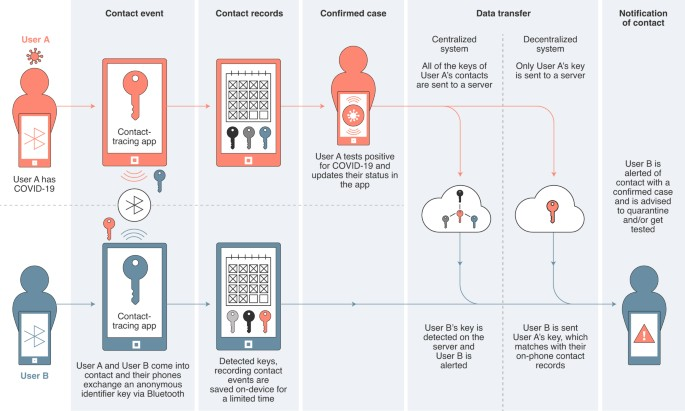 Contact event
Contact records
Confirmed case
Data transfer
Notification
of contact
User A
Contact-
tracing app
User A has
COVID-19
User A tests positive
for COVID-19 and
updates their status in
the app
Centralized
system
All of the keys of
User A's contacts
are sent to a server
Decentralized
system
Only User A's key
is sent to a server
User B is
alerted of
contact with a
confirmed case
and is advised
to quarantine
and/or get
tested
Contact-
tracing app
User B
User A and User B come into
contact and their phones
exchange an anonymous
identifier key via Bluetooth
Detected keys,
recording contact
events are
saved on-device for
a limited time
User B's key is
detected on the
server and
User B is
alerted
User B is sent
User A's key, which
matches with their
on-phone contact
records